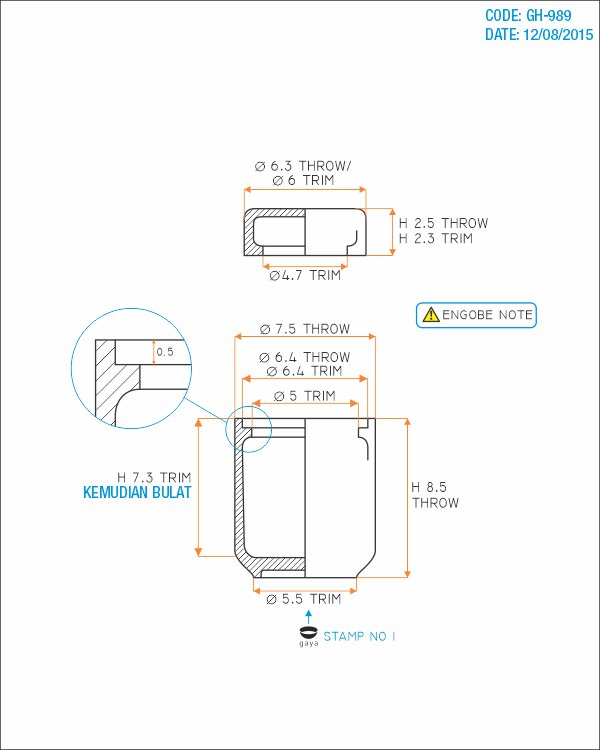 CODE: GH-989
DATE: 12/08/2015
Ø 6.3 THROW/
Ø 6 TRIM
H 2.5 THROW
H 2.3 TRIM
Ø4.7 TRIM
ENGOBE NOTE
Ø 7.5 THROW
0.5
Ø 6.4 THROW
Ø 6.4 TRIM
Ø 5 TRIM
H 7.3 TRIM
KEMUDIAN BULAT
H 8.5
THROW
Ø 5.5 TRIM
gaya
STAMP NO I